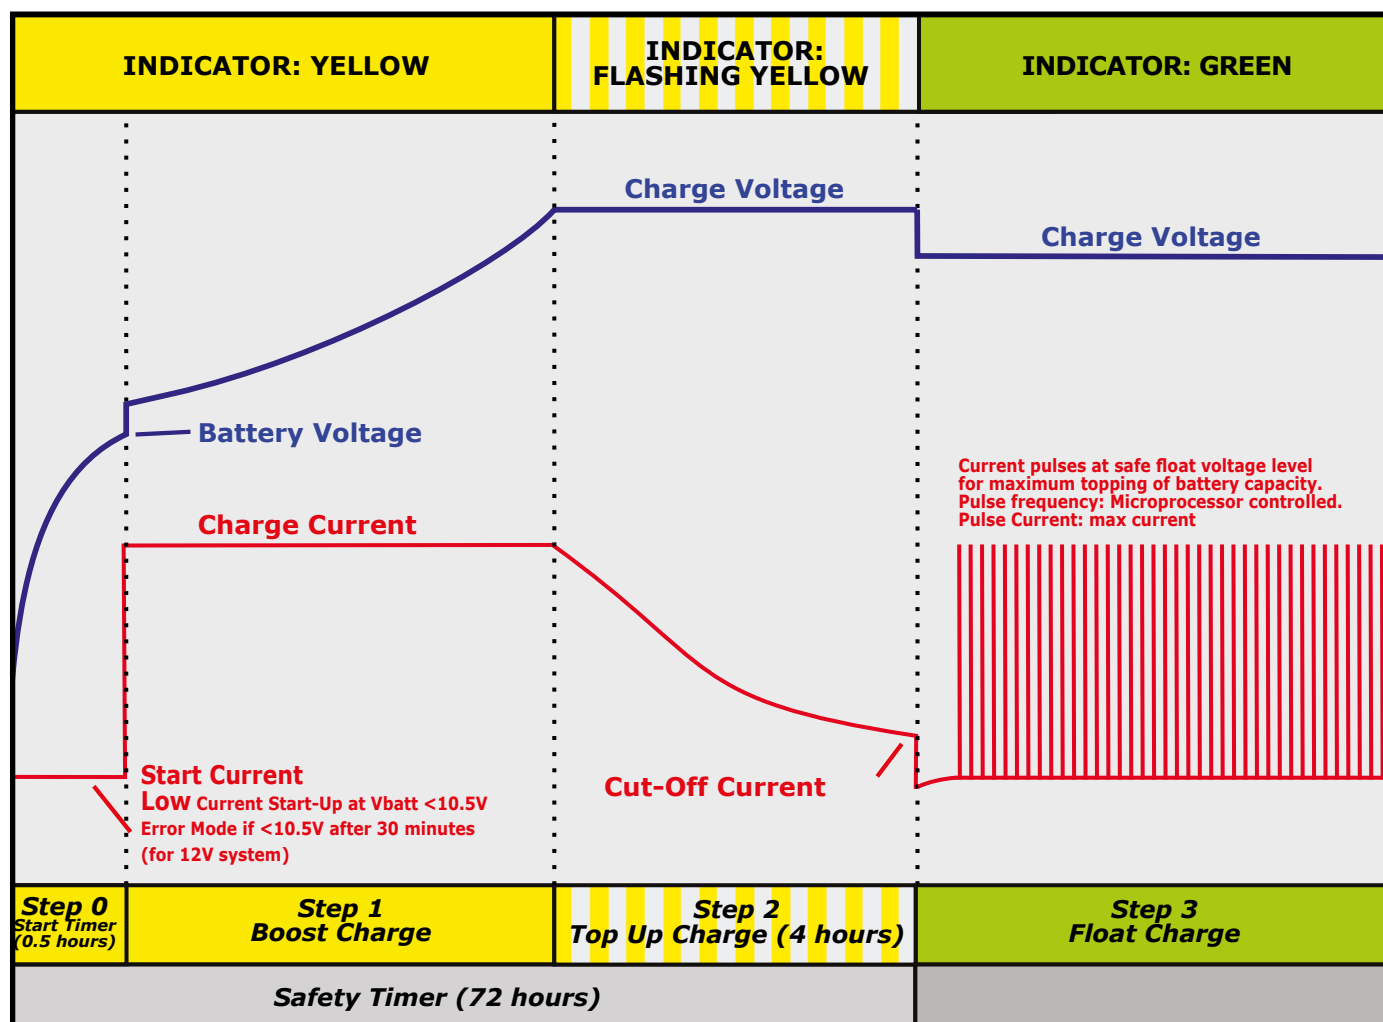 INDICATOR: YELLOW
INDICATOR:
FLASHING YELLOW
INDICATOR: GREEN
Charge Voltage
Charge Voltage
Battery Voltage
Charge Current
Current pulses at safe float voltage level
for maximum topping of battery capacity.
Pulse frequency: Microprocessor controlled.
Pulse Current: max current
Start Current
Low Current Start-Up at Vbatt <10.5V
Error Mode if <10.5V after 30 minutes
(for 12V system)
Cut-Off Current
Step 0
Start Timer
(0.5 hours)
Step 1
Boost Charge
Step 2
Top Up Charge (4 hours)
Step 3
Float Charge
Safety Timer (72 hours)